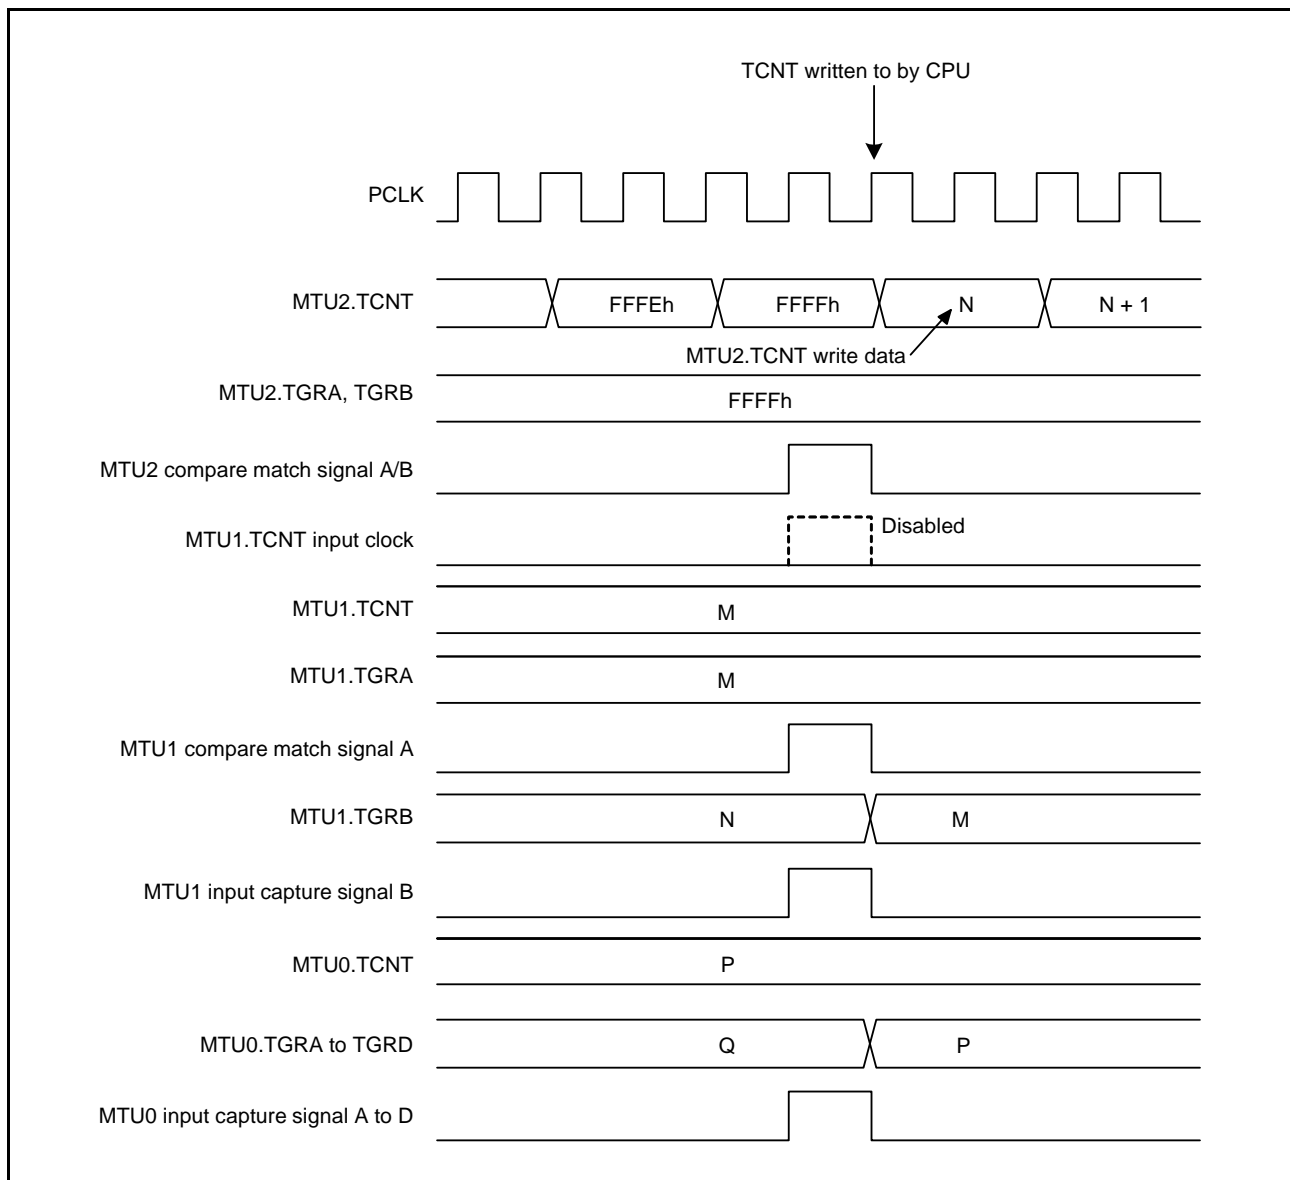 TCNT written to by CPU
PCLK
MTU2.TCNT FFFEh FFFFh N N + 1
MTU2.TCNT write data
MTU2.TGRA, TGRB FFFFh
MTU2 compare match signal A/B
MTU1.TCNT input clock Disabled
MTU1.TCNT M
MTU1.TGRA M
MTU1 compare match signal A
MTU1.TGRB N M
MTU1 input capture signal B
MTU0.TCNT P
MTU0.TGRA to TGRD Q P
MTU0 input capture signal A to D